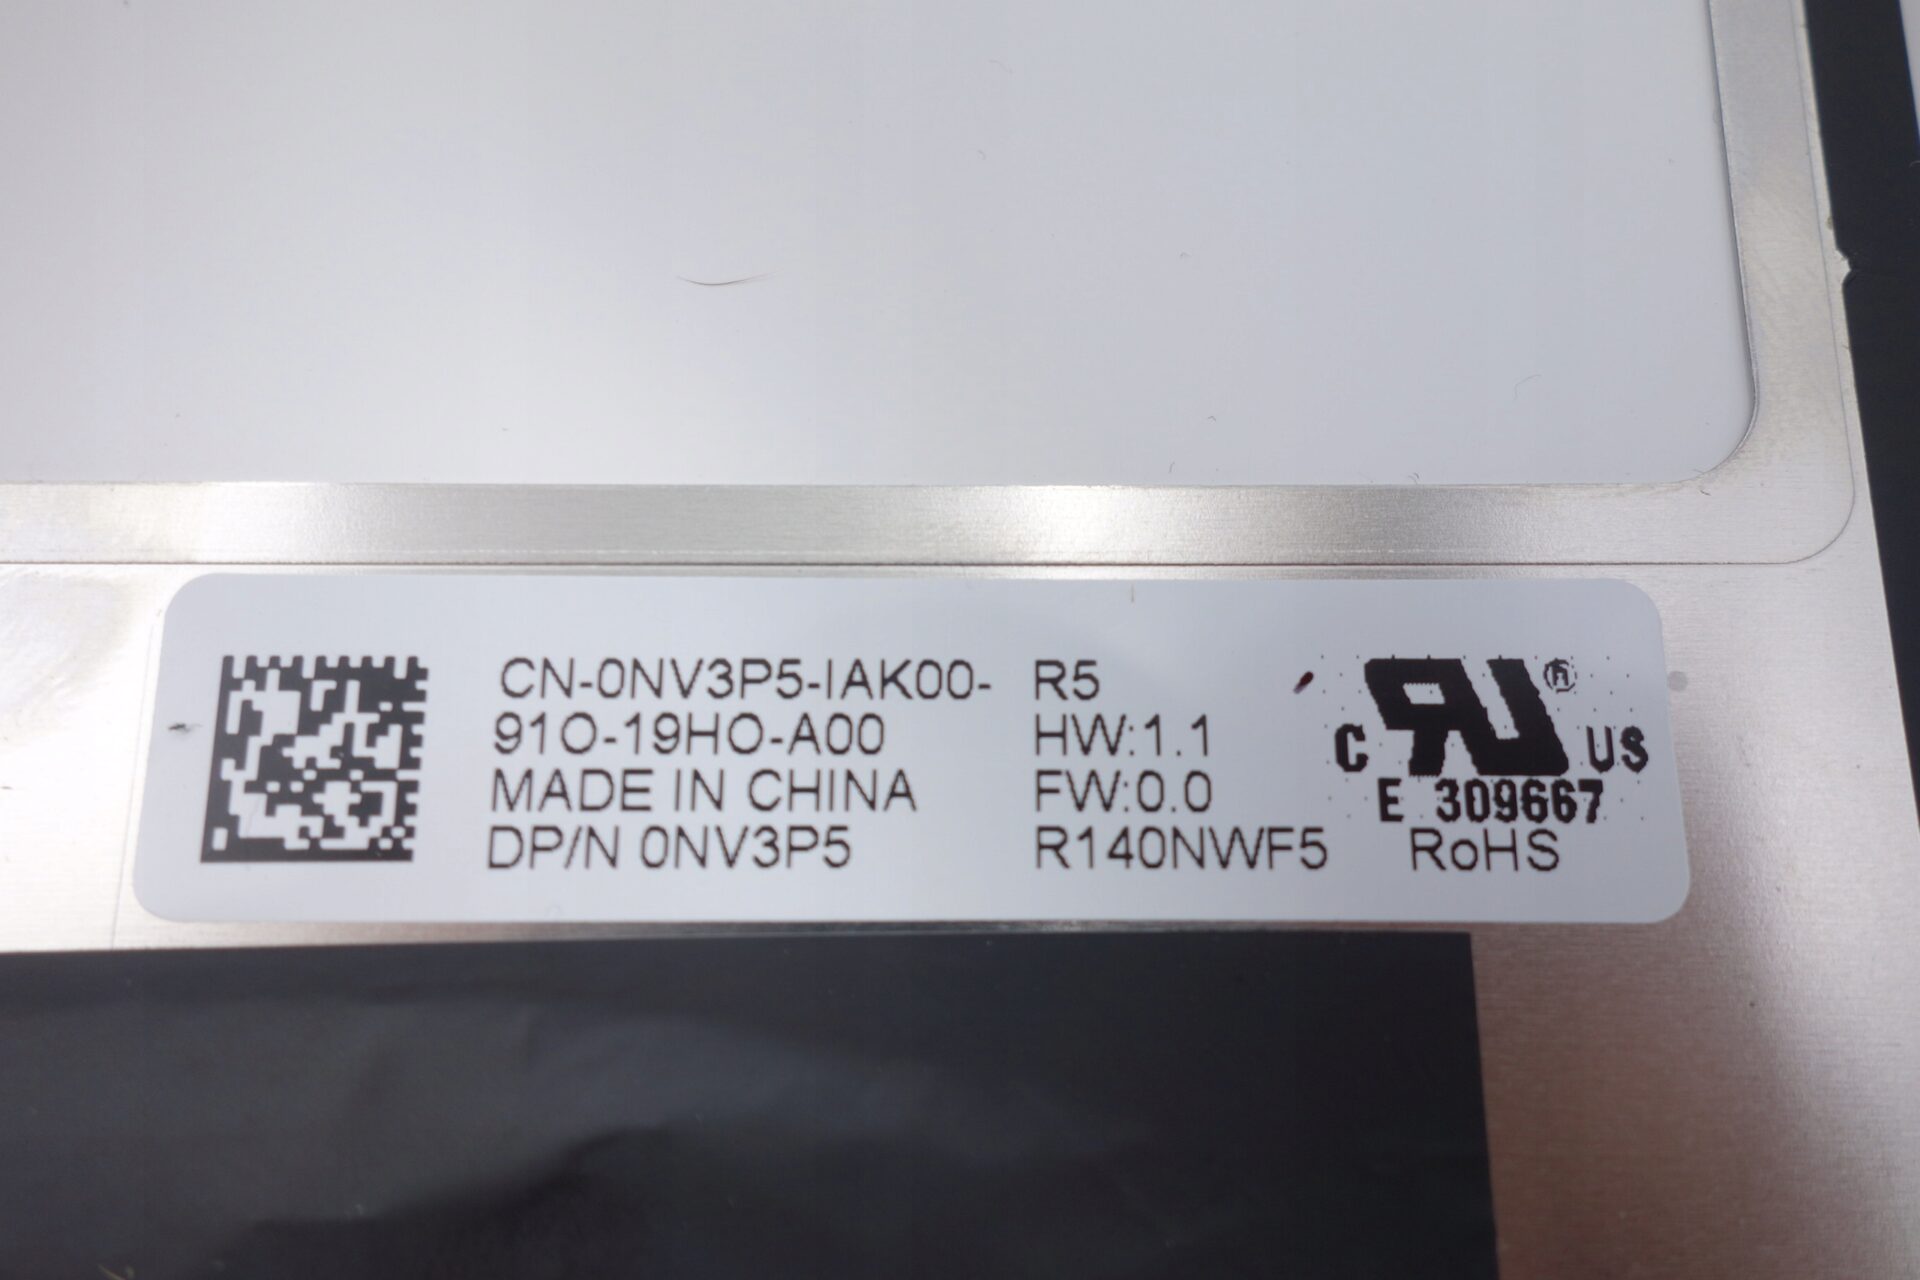 CN-0NV3P5-IAK00-
91O-19HO-A00
MADE IN CHINA
DP/N 0NV3P5
R5
HW:1.1
FW:0.0
R140NWF5
RU®
C US
E 309667
RoHS